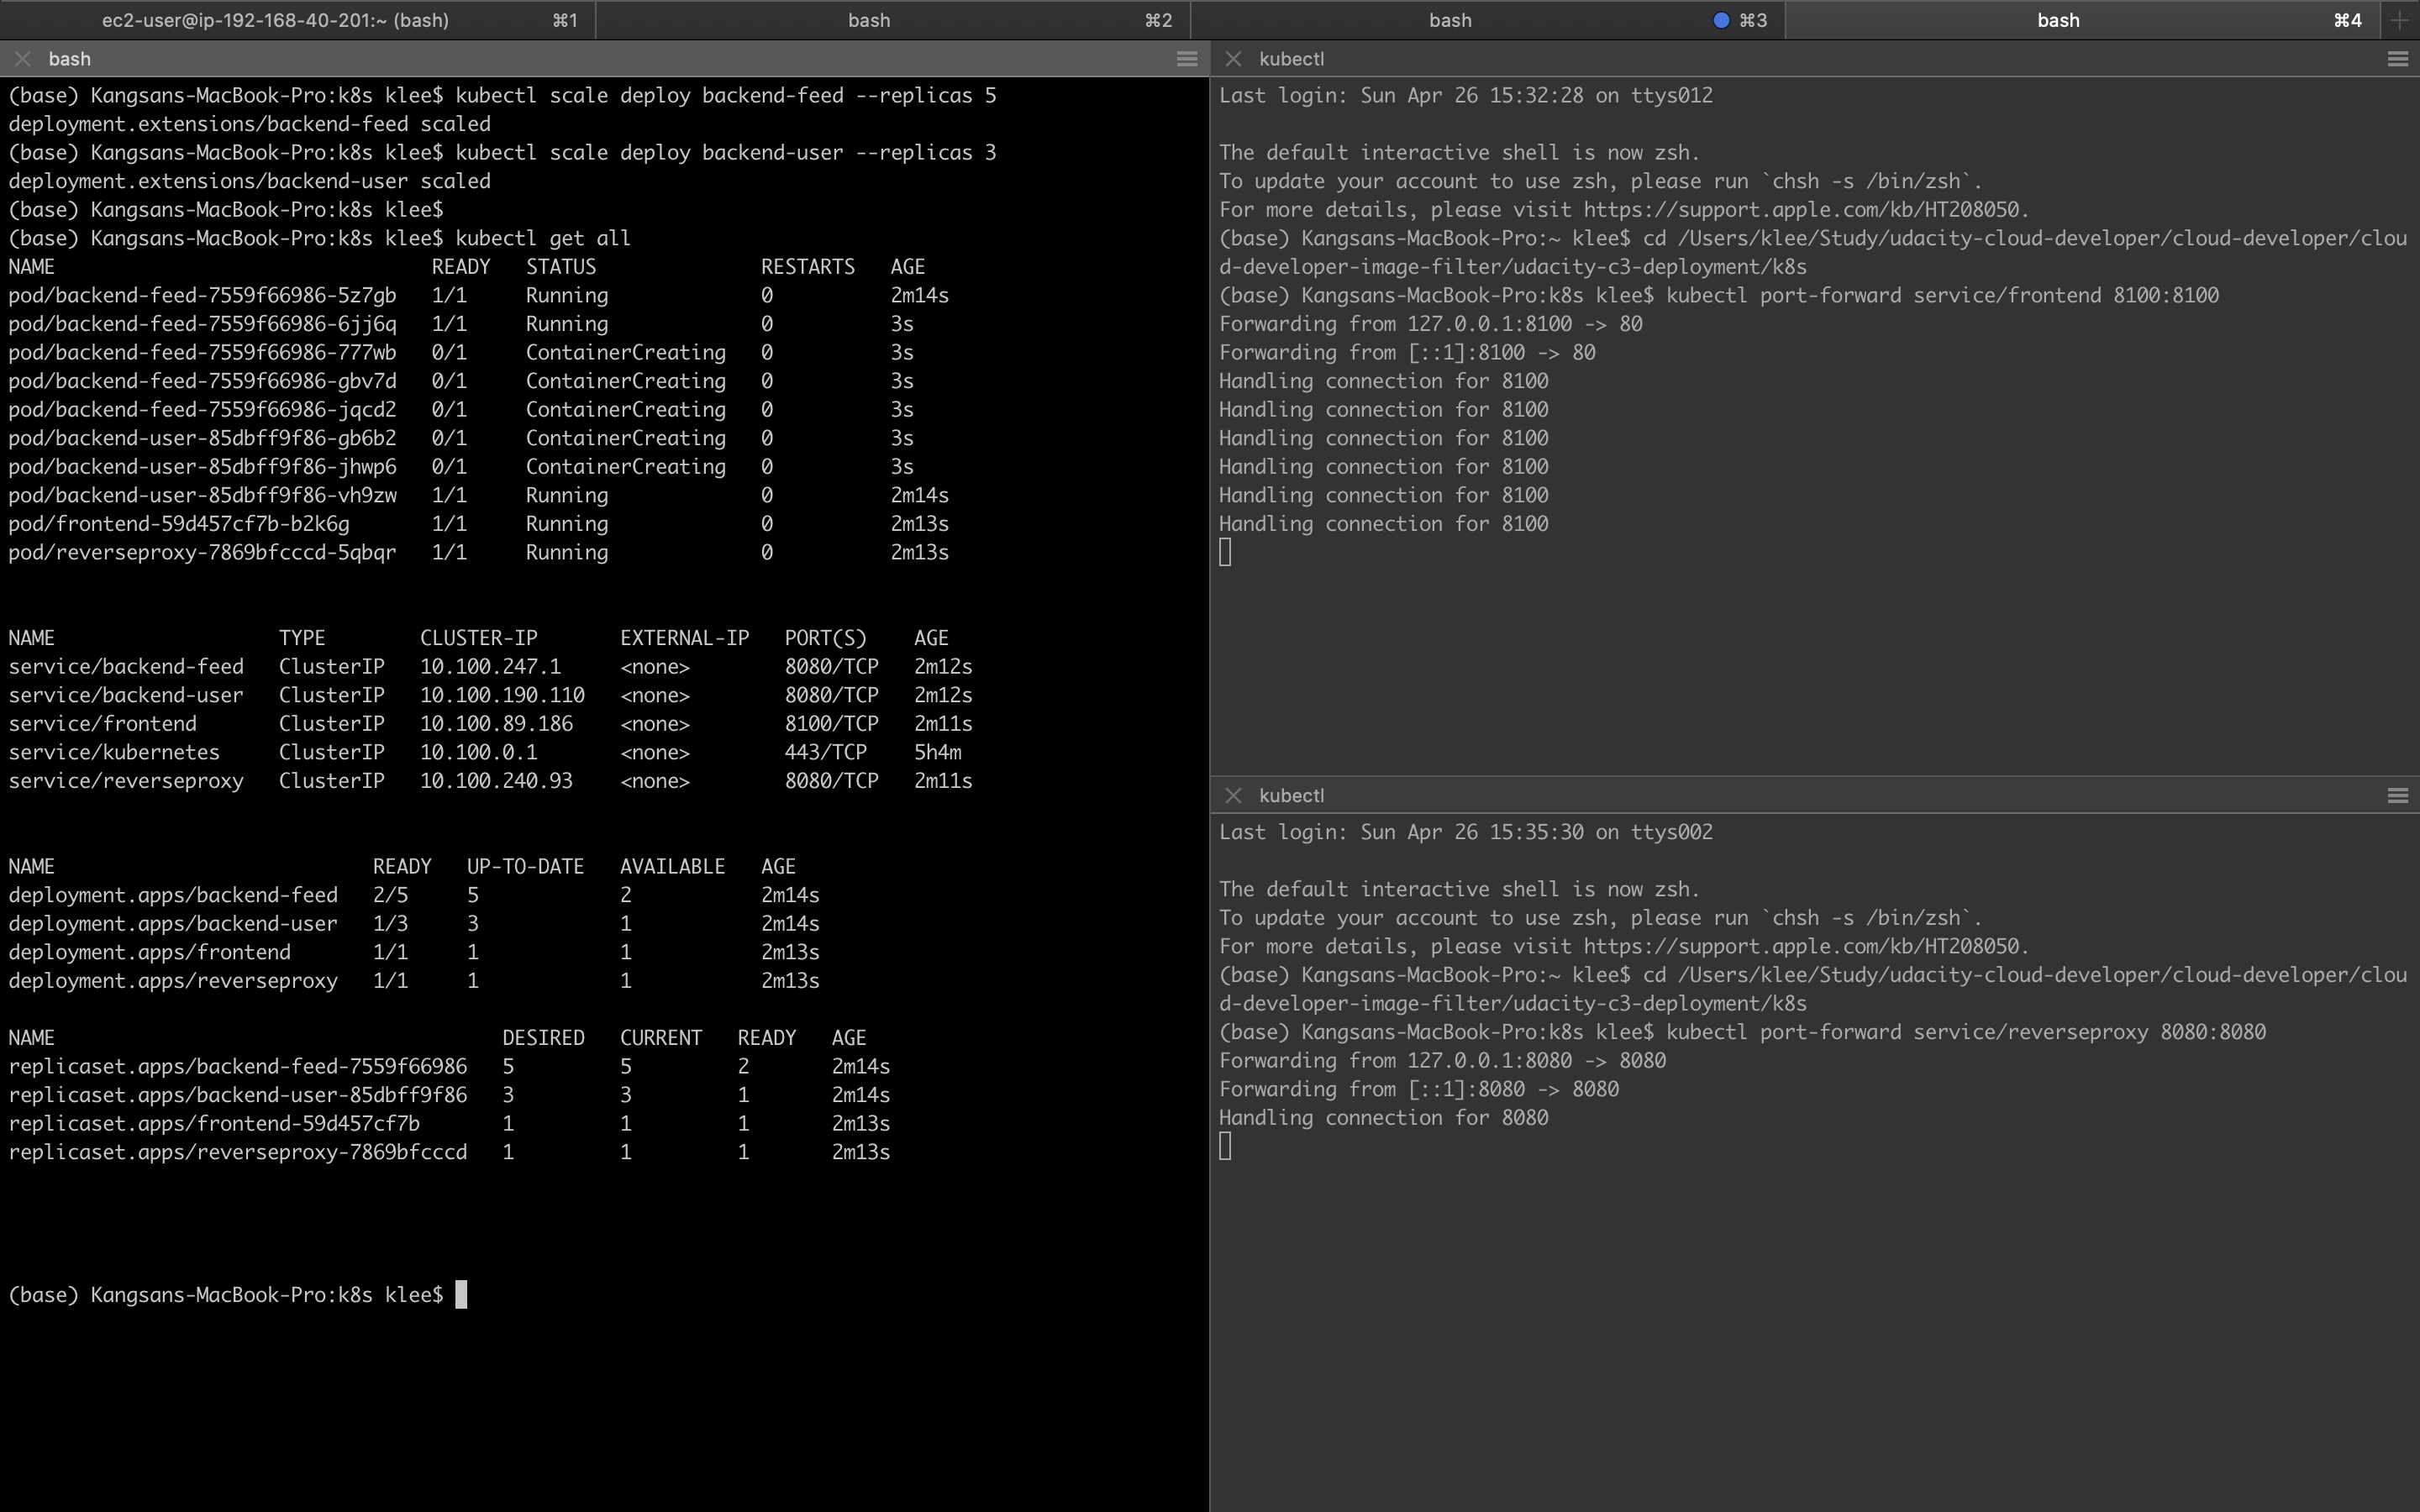 ec2-user@ip-192-168-40-201:~ (bash) ⌘1
bash ⌘2
bash ⌘3
bash ⌘4
bash
(base) Kangsans-MacBook-Pro:k8s klee$ kubectl scale deploy backend-feed --replicas 5
deployment.extensions/backend-feed scaled
(base) Kangsans-MacBook-Pro:k8s klee$ kubectl scale deploy backend-user --replicas 3
deployment.extensions/backend-user scaled
(base) Kangsans-MacBook-Pro:k8s klee$
(base) Kangsans-MacBook-Pro:k8s klee$ kubectl get all
NAME READY STATUS RESTARTS AGE
pod/backend-feed-7559f66986-5z7gb 1/1 Running 0 2m14s
pod/backend-feed-7559f66986-6jj6q 1/1 Running 0 3s
pod/backend-feed-7559f66986-777wb 0/1 ContainerCreating 0 3s
pod/backend-feed-7559f66986-gbv7d 0/1 ContainerCreating 0 3s
pod/backend-feed-7559f66986-jqcd2 0/1 ContainerCreating 0 3s
pod/backend-user-85dbff9f86-gb6b2 0/1 ContainerCreating 0 3s
pod/backend-user-85dbff9f86-jhwp6 0/1 ContainerCreating 0 3s
pod/backend-user-85dbff9f86-vh9zw 1/1 Running 0 2m14s
pod/frontend-59d457cf7b-b2k6g 1/1 Running 0 2m13s
pod/reverseproxy-7869bfcccd-5qbqr 1/1 Running 0 2m13s
NAME TYPE CLUSTER-IP EXTERNAL-IP PORT(S) AGE
service/backend-feed ClusterIP 10.100.247.1 <none> 8080/TCP 2m12s
service/backend-user ClusterIP 10.100.190.110 <none> 8080/TCP 2m12s
service/frontend ClusterIP 10.100.89.186 <none> 8100/TCP 2m11s
service/kubernetes ClusterIP 10.100.0.1 <none> 443/TCP 5h4m
service/reverseproxy ClusterIP 10.100.240.93 <none> 8080/TCP 2m11s
NAME READY UP-TO-DATE AVAILABLE AGE
deployment.apps/backend-feed 2/5 5 2 2m14s
deployment.apps/backend-user 1/3 3 1 2m14s
deployment.apps/frontend 1/1 1 1 2m13s
deployment.apps/reverseproxy 1/1 1 1 2m13s
NAME DESIRED CURRENT READY AGE
replicaset.apps/backend-feed-7559f66986 5 5 2 2m14s
replicaset.apps/backend-user-85dbff9f86 3 3 1 2m14s
replicaset.apps/frontend-59d457cf7b 1 1 1 2m13s
replicaset.apps/reverseproxy-7869bfcccd 1 1 1 2m13s
(base) Kangsans-MacBook-Pro:k8s klee$
kubectl
Last login: Sun Apr 26 15:32:28 on ttys012
The default interactive shell is now zsh.
To update your account to use zsh, please run `chsh -s /bin/zsh`.
For more details, please visit https://support.apple.com/kb/HT208050.
(base) Kangsans-MacBook-Pro:~ klee$ cd /Users/klee/Study/udacity-cloud-developer/cloud-developer/clou
d-developer-image-filter/udacity-c3-deployment/k8s
(base) Kangsans-MacBook-Pro:k8s klee$ kubectl port-forward service/frontend 8100:8100
Forwarding from 127.0.0.1:8100 -> 80
Forwarding from [::1]:8100 -> 80
Handling connection for 8100
Handling connection for 8100
Handling connection for 8100
Handling connection for 8100
Handling connection for 8100
Handling connection for 8100
kubectl
Last login: Sun Apr 26 15:35:30 on ttys002
The default interactive shell is now zsh.
To update your account to use zsh, please run `chsh -s /bin/zsh`.
For more details, please visit https://support.apple.com/kb/HT208050.
(base) Kangsans-MacBook-Pro:~ klee$ cd /Users/klee/Study/udacity-cloud-developer/cloud-developer/clou
d-developer-image-filter/udacity-c3-deployment/k8s
(base) Kangsans-MacBook-Pro:k8s klee$ kubectl port-forward service/reverseproxy 8080:8080
Forwarding from 127.0.0.1:8080 -> 8080
Forwarding from [::1]:8080 -> 8080
Handling connection for 8080